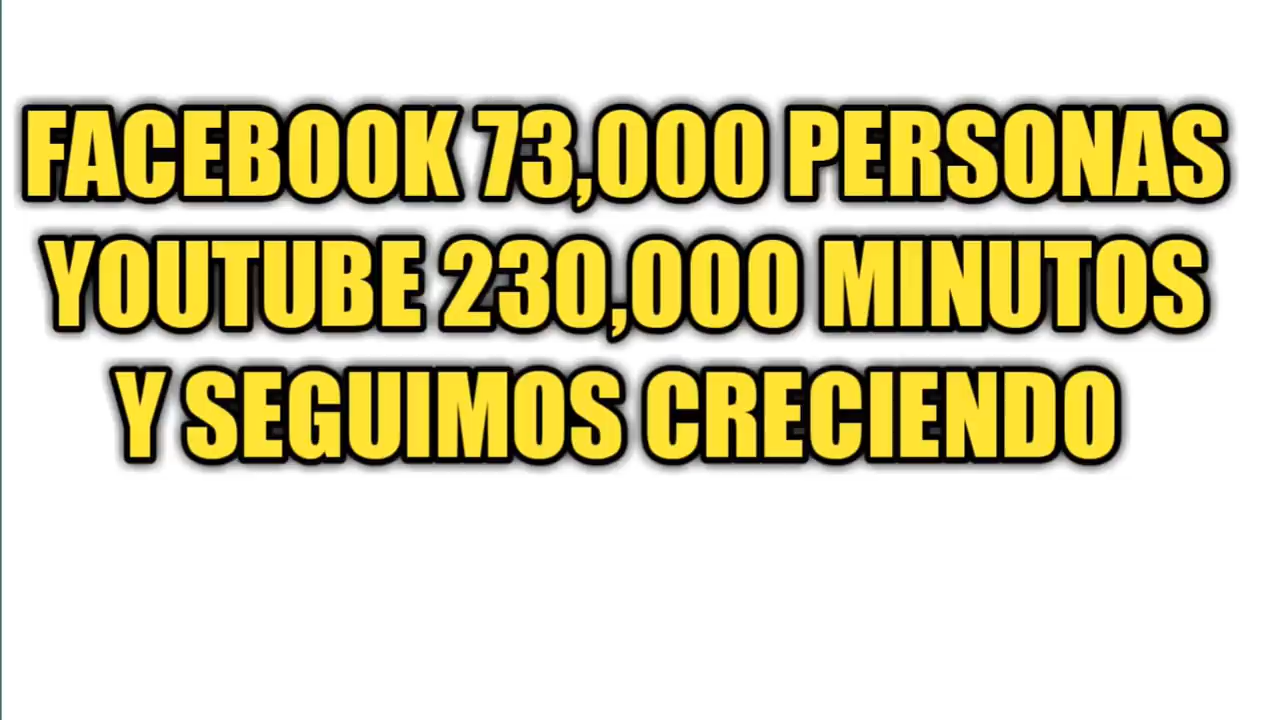 FACEBOOK 73,000 PERSONAS
YOUTUBE 230,000 MINUTOS
Y SEGUIMOS CRECIENDO